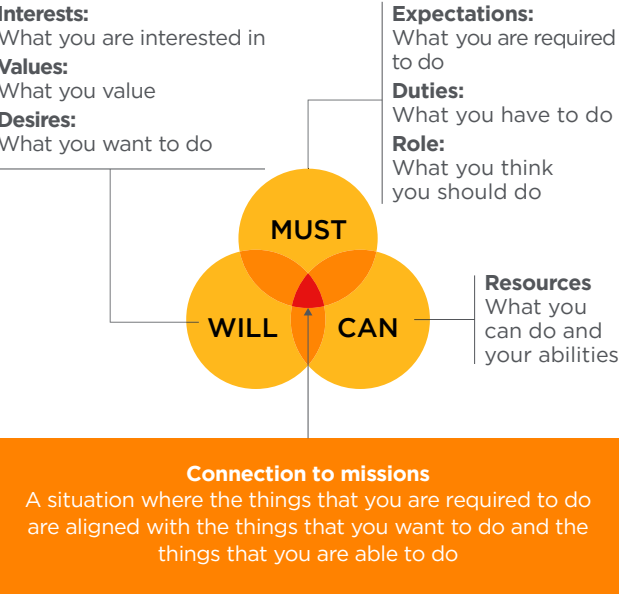 Interests:
What you are interested in
Values:
What you value
Desires:
What you want to do
Expectations:
What you are required
to do
Duties:
What you have to do
Role:
What you think
you should do
MUST
WILL
CAN
Resources
What you
can do and
your abilities
Connection to missions
A situation where the things that you are required to do
are aligned with the things that you want to do and the
things that you are able to do